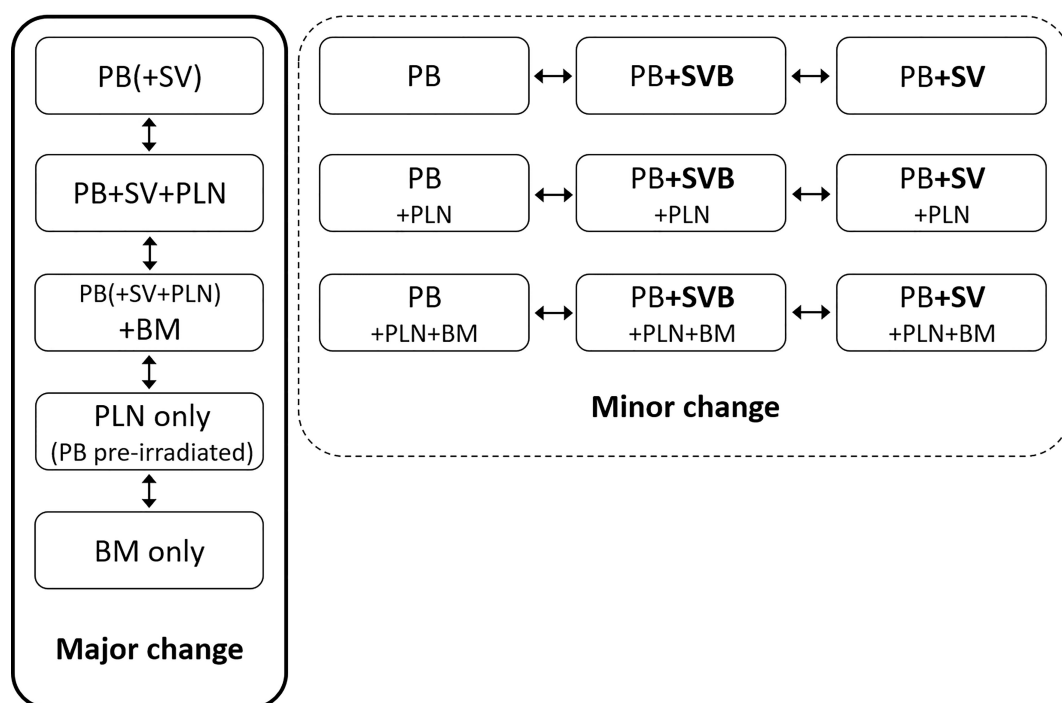 PB(+SV)
PB+SV+PLN
PB(+SV+PLN)
+BM
PLN only
(PB pre-irradiated)
BM only
Major change
PB
PB+SVB
PB+SV
PB
+PLN
PB+SVB
+PLN
PB+SV
+PLN
PB
+PLN+BM
PB+SVB
+PLN+BM
PB+SV
+PLN+BM
Minor change